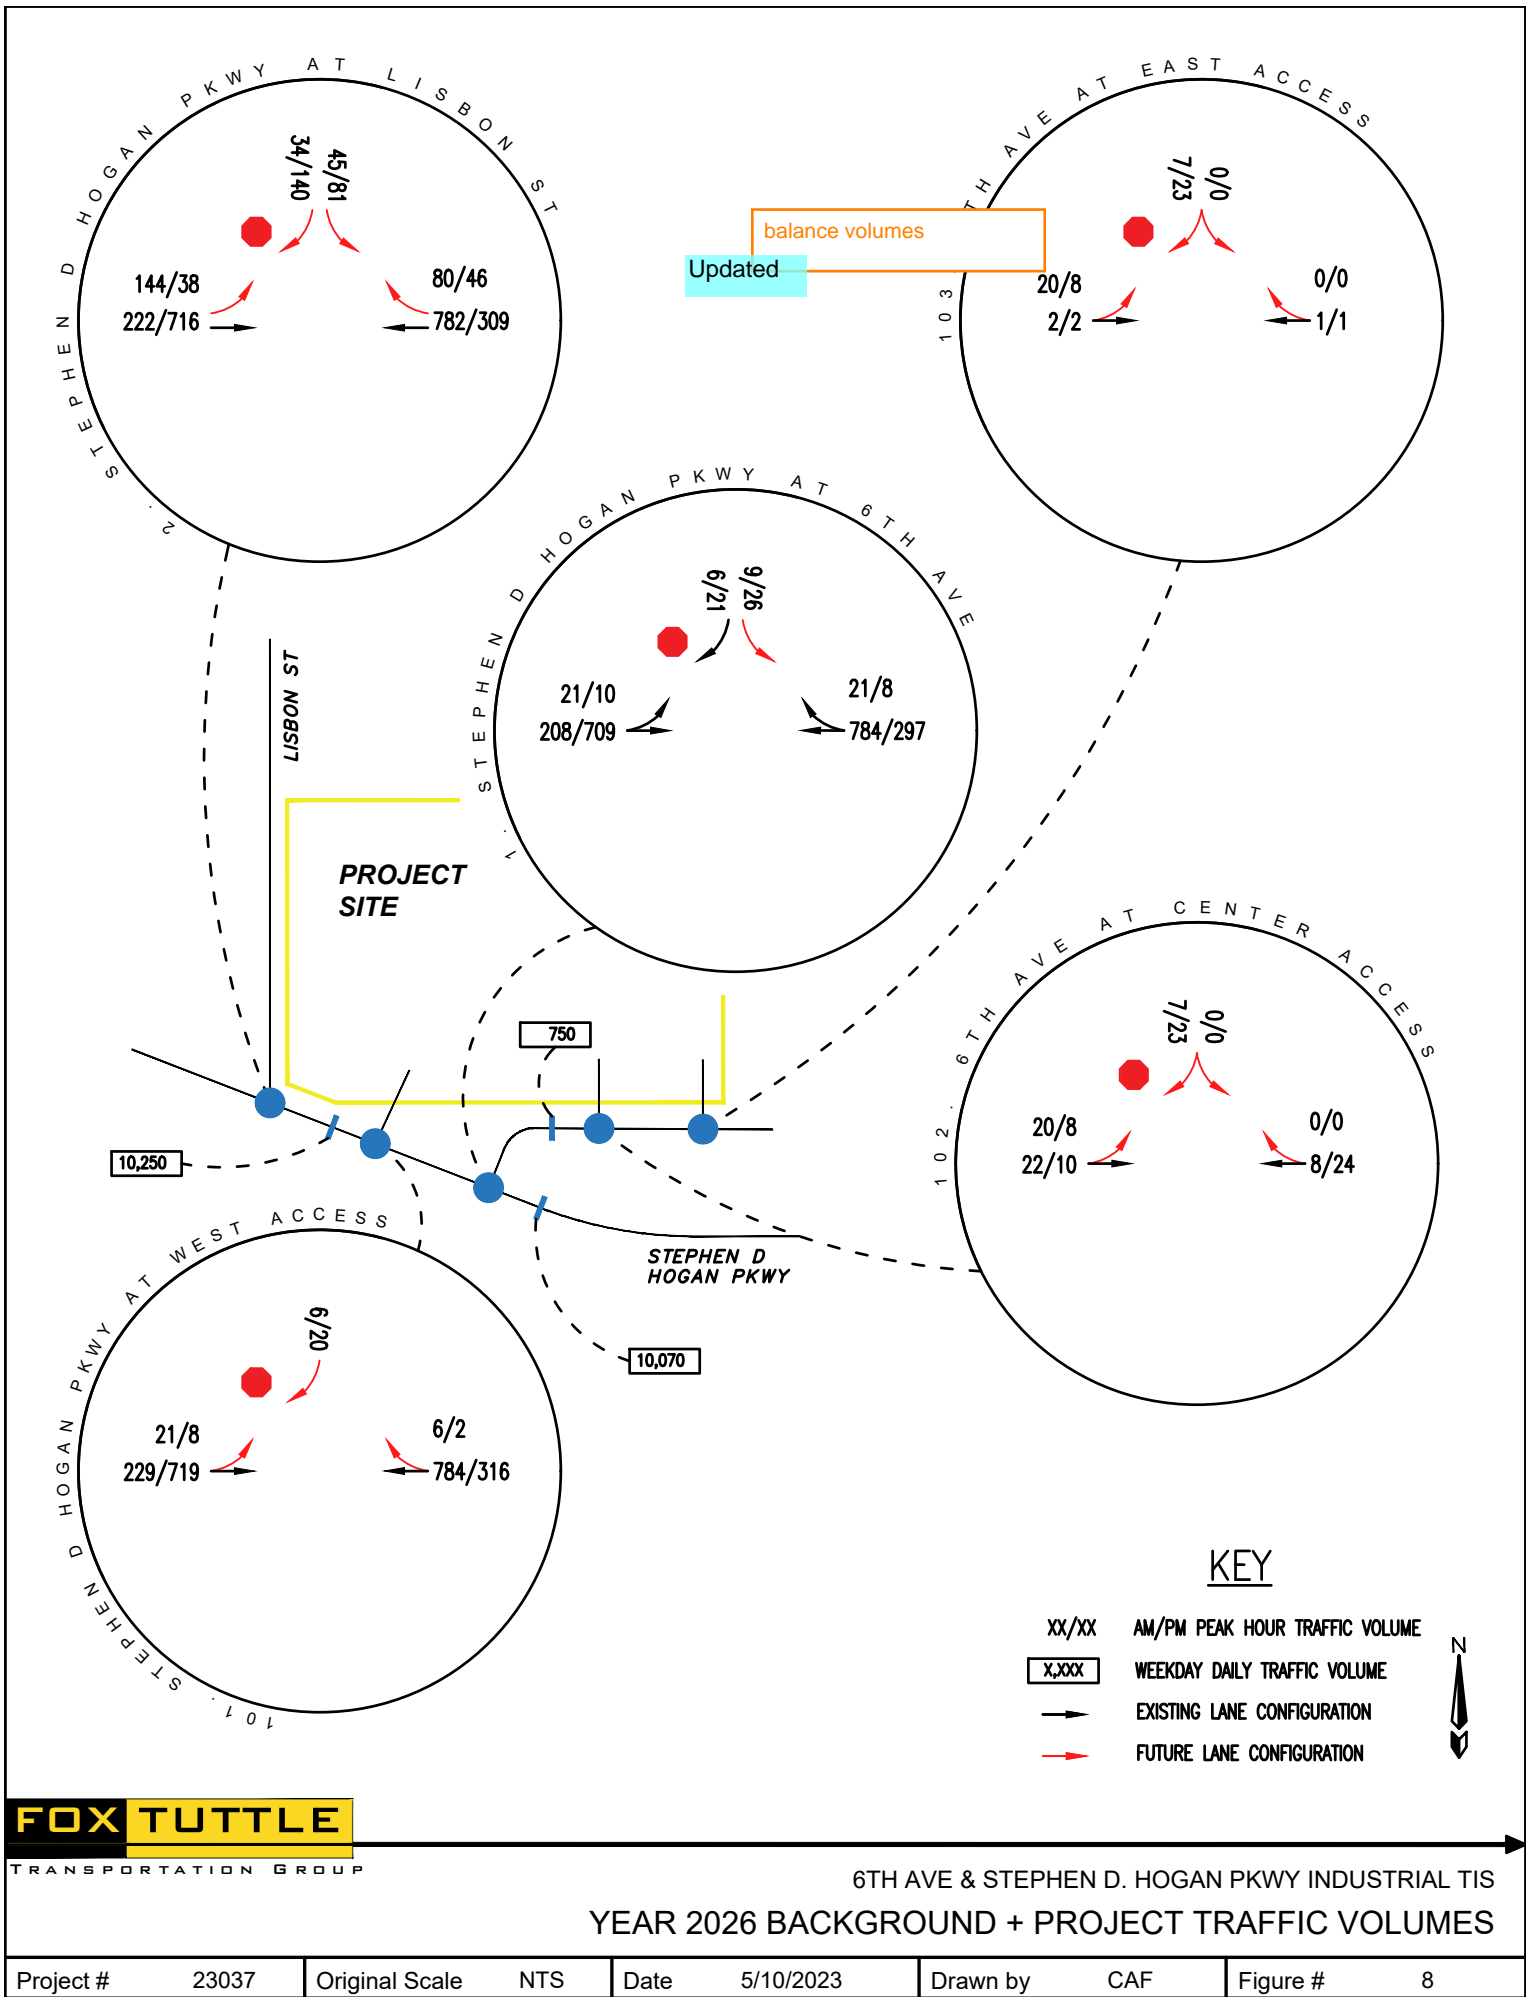 2. STEPHEN D HOGAN PKWY AT LISBON ST
34/140
45/81
144/38
222/716
80/46
782/309
103 TH AVE AT EAST ACCESS
7/23
0/0
20/8
2/2
0/0
1/1
balance volumes
Updated
1. STEPHEN D HOGAN PKWY AT 6TH AVE
6/21
9/26
21/10
208/709
21/8
784/297
LISBON ST
PROJECT
SITE
750
10,250
10,070
STEPHEN D
HOGAN PKWY
102. 6TH AVE AT CENTER ACCESS
7/23
0/0
20/8
22/10
0/0
8/24
101. STEPHEN D HOGAN PKWY AT WEST ACCESS
6/20
21/8
229/719
6/2
784/316
KEY
XX/XX AM/PM PEAK HOUR TRAFFIC VOLUME
X,XXX WEEKDAY DAILY TRAFFIC VOLUME
EXISTING LANE CONFIGURATION
FUTURE LANE CONFIGURATION
N
FOX TUTTLE
TRANSPORTATION GROUP
6TH AVE & STEPHEN D. HOGAN PKWY INDUSTRIAL TIS
YEAR 2026 BACKGROUND + PROJECT TRAFFIC VOLUMES
Project # 23037 Original Scale NTS Date 5/10/2023 Drawn by CAF Figure # 8